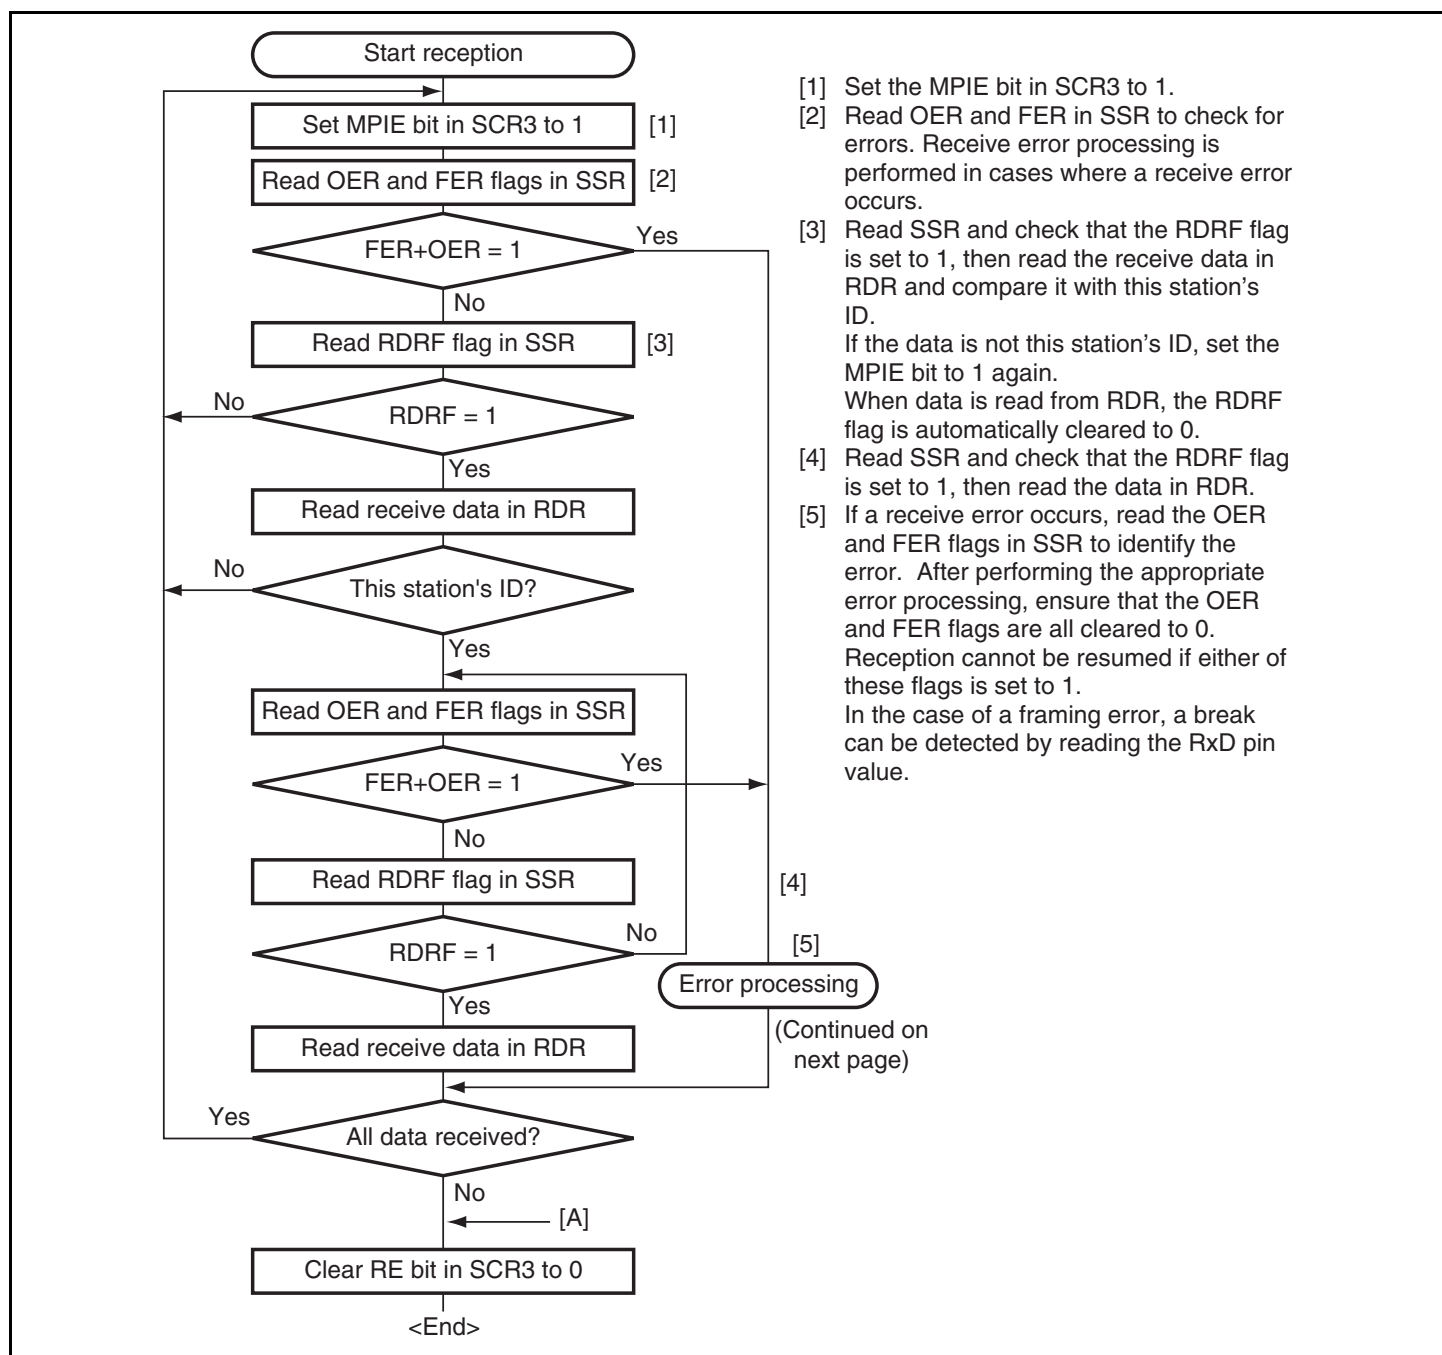 Start reception
Set MPIE bit in SCR3 to 1 [1]
Read OER and FER flags in SSR [2]
FER+OER = 1
Yes
No
Read RDRF flag in SSR [3]
No
RDRF = 1
Yes
Read receive data in RDR
No
This station's ID?
Yes
Read OER and FER flags in SSR
FER+OER = 1
Yes
No
Read RDRF flag in SSR
[4]
RDRF = 1
No
[5]
Error processing
Yes
(Continued on
next page)
Read receive data in RDR
Yes
All data received?
No
[A]
Clear RE bit in SCR3 to 0
<End>
[1] Set the MPIE bit in SCR3 to 1.
[2] Read OER and FER in SSR to check for
errors. Receive error processing is
performed in cases where a receive error
occurs.
[3] Read SSR and check that the RDRF flag
is set to 1, then read the receive data in
RDR and compare it with this station's
ID.
If the data is not this station's ID, set the
MPIE bit to 1 again.
When data is read from RDR, the RDRF
flag is automatically cleared to 0.
[4] Read SSR and check that the RDRF flag
is set to 1, then read the data in RDR.
[5] If a receive error occurs, read the OER
and FER flags in SSR to identify the
error.  After performing the appropriate
error processing, ensure that the OER
and FER flags are all cleared to 0.
Reception cannot be resumed if either of
these flags is set to 1.
In the case of a framing error, a break
can be detected by reading the RxD pin
value.